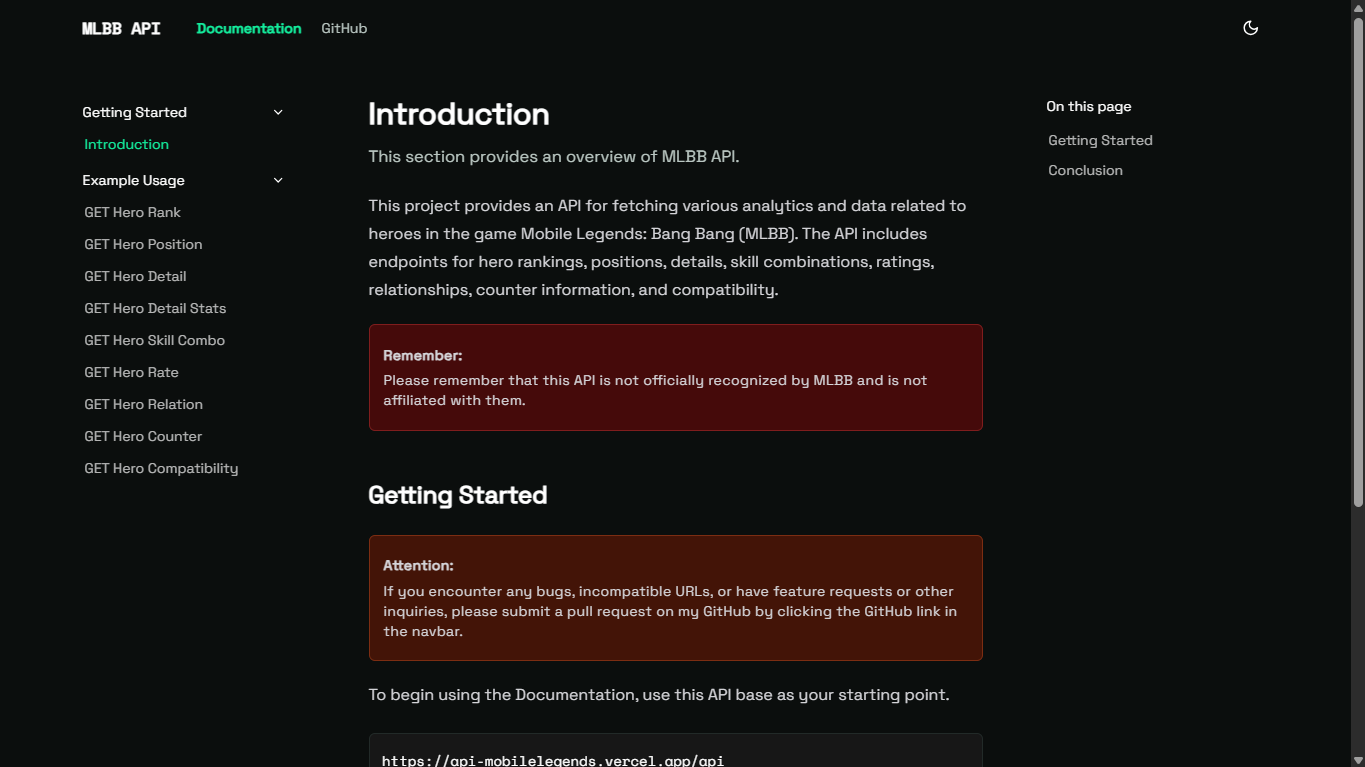 MLBB API
Documentation
GitHub
Getting Started
Introduction
Example Usage
GET Hero Rank
GET Hero Position
GET Hero Detail
GET Hero Detail Stats
GET Hero Skill Combo
GET Hero Rate
GET Hero Relation
GET Hero Counter
GET Hero Compatibility
Introduction
This section provides an overview of MLBB API.
This project provides an API for fetching various analytics and data related to
heroes in the game Mobile Legends: Bang Bang (MLBB). The API includes
endpoints for hero rankings, positions, details, skill combinations, ratings,
relationships, counter information, and compatibility.
Remember:
Please remember that this API is not officially recognized by MLBB and is not
affiliated with them.
Getting Started
Attention:
If you encounter any bugs, incompatible URLs, or have feature requests or other
inquiries, please submit a pull request on my GitHub by clicking the GitHub link in
the navbar.
To begin using the Documentation, use this API base as your starting point.
https://api-mobilelegends.vercel.app/api
On this page
Getting Started
Conclusion